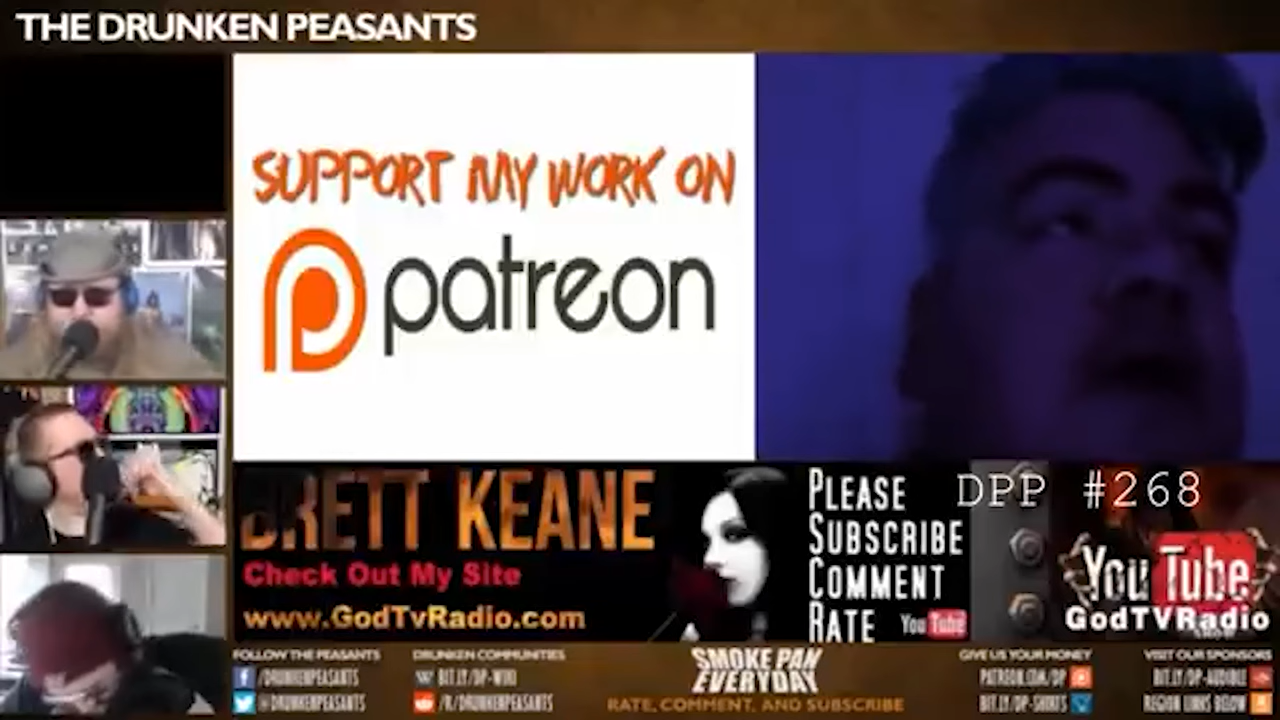 THE DRUNKEN PEASANTS
SUPPORT MY WORK ON
patreon
BRETT KEANE
Check Out My Site
www.GodTvRadio.com
PLEASE
SUBSCRIBE
COMMENT
RATE
YouTube
DPP #268
YouTube
GodTVRadio
FOLLOW THE PEASANTS
/DRUNKENPEASANTS
@DRUNKENPEASANTS
DRUNKEN COMMUNITIES
BIT.LY/DP-WIKI
/R/DRUNKENPEASANTS
SMOKE PAN
EVERYDAY
RATE, COMMENT, AND SUBSCRIBE
GIVE US YOUR MONEY
PATREON.COM/DP
BIT.LY/DP-SHIRTS
VISIT OUR SPONSORS
BIT.LY/DP-AUDIBLE
REGION LINKS BELOW